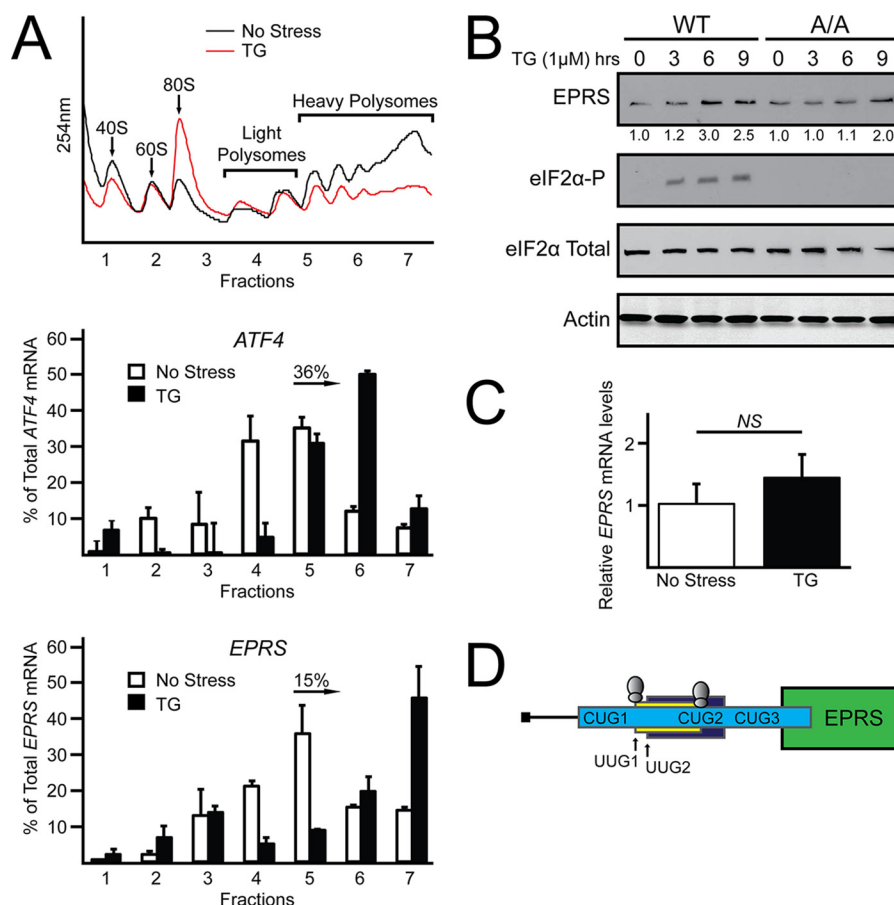 A
No Stress
TG
254nm
40S
60S
80S
Light
Polysomes
Heavy Polysomes
1 2 3 4 5 6 7
Fractions
ATF4
% of Total ATF4 mRNA
60
50
40
30
20
10
No Stress
TG
36%
1 2 3 4 5 6 7
Fractions
EPRS
% of Total EPRS mRNA
60
50
40
30
20
10
No Stress
TG
15%
1 2 3 4 5 6 7
Fractions
B
WT A/A
TG (1μM) hrs 0 3 6 9 0 3 6 9
EPRS
1.0 1.2 3.0 2.5 1.0 1.0 1.1 2.0
eIF2α-P
eIF2α Total
Actin
C
Relative EPRS mRNA levels
2
1
NS
No Stress TG
D
CUG1 CUG2 CUG3 EPRS
UUG1
UUG2